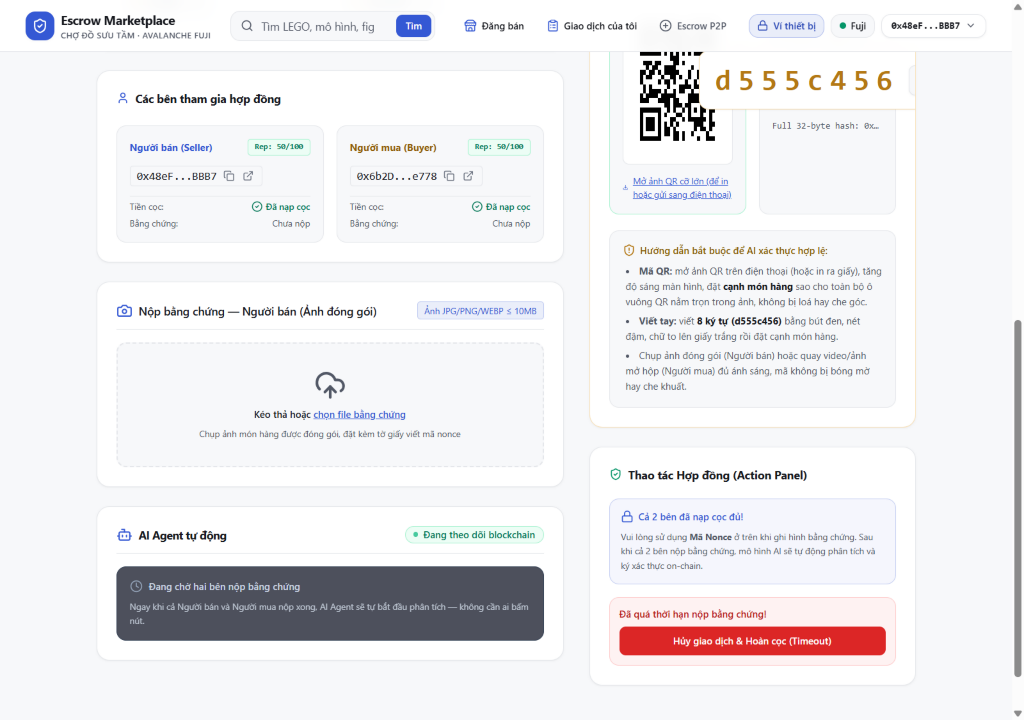 Escrow Marketplace
CHỢ ĐỒ SƯU TẦM · AVALANCHE FUJI
Tìm LEGO, mô hình, fig
Tìm
Đăng bán
Giao dịch của tôi
Escrow P2P
Ví thiết bị
Fuji
0x48eF...BBB7
Các bên tham gia hợp đồng
Người bán (Seller)
Rep: 50/100
0x48eF...BBB7
Tiền cọc:
Đã nạp cọc
Bằng chứng:
Chưa nộp
Người mua (Buyer)
Rep: 50/100
0x6b2D...e778
Tiền cọc:
Đã nạp cọc
Bằng chứng:
Chưa nộp
Nộp bằng chứng — Người bán (Ảnh đóng gói)
Ảnh JPG/PNG/WEBP ≤ 10MB
Kéo thả hoặc chọn file bằng chứng
Chụp ảnh món hàng được đóng gói, đặt kèm tờ giấy viết mã nonce
AI Agent tự động
Đang theo dõi blockchain
Đang chờ hai bên nộp bằng chứng
Ngay khi cả Người bán và Người mua nộp xong, AI Agent sẽ tự bắt đầu phân tích — không cần ai bấm
nút.
d555c456
Full 32-byte hash: 0x…
Mở ảnh QR cỡ lớn (để in
hoặc gửi sang điện thoại)
Hướng dẫn bắt buộc để AI xác thực hợp lệ:
• Mã QR: mở ảnh QR trên điện thoại (hoặc in ra giấy), tăng
độ sáng màn hình, đặt cạnh món hàng sao cho toàn bộ ô
vuông QR nằm trọn trong ảnh, không bị loá hay che góc.
• Viết tay: viết 8 ký tự (d555c456) bằng bút đen, nét
đậm, chữ to lên giấy trắng rồi đặt cạnh món hàng.
• Chụp ảnh đóng gói (Người bán) hoặc quay video/ảnh
mở hộp (Người mua) đủ ánh sáng, mã không bị bóng mờ
hay che khuất.
Thao tác Hợp đồng (Action Panel)
Cả 2 bên đã nạp cọc đủ!
Vui lòng sử dụng Mã Nonce ở trên khi ghi hình bằng chứng. Sau
khi cả 2 bên nộp bằng chứng, mô hình AI sẽ tự động phân tích và
ký xác thực on-chain.
Đã quá thời hạn nộp bằng chứng!
Hủy giao dịch & Hoàn cọc (Timeout)